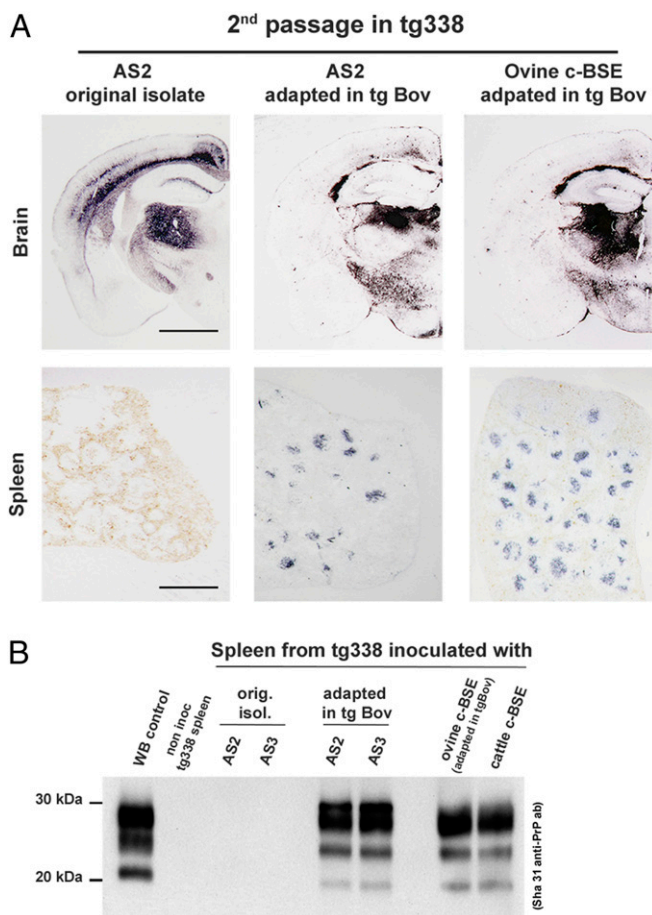 A
2nd passage in tg338
AS2
original isolate
AS2
adapted in tg Bov
Ovine c-BSE
adpated in tg Bov
Brain
Spleen
B
Spleen from tg338 inoculated with
WB control
non inoc
tg338 spleen
orig.
isol.
AS2
AS3
adapted
in tg Bov
AS2
AS3
ovine c-BSE
(adapted in tgBov)
cattle c-BSE
30 kDa
20 kDa
(Sha 31 anti-PrP ab)